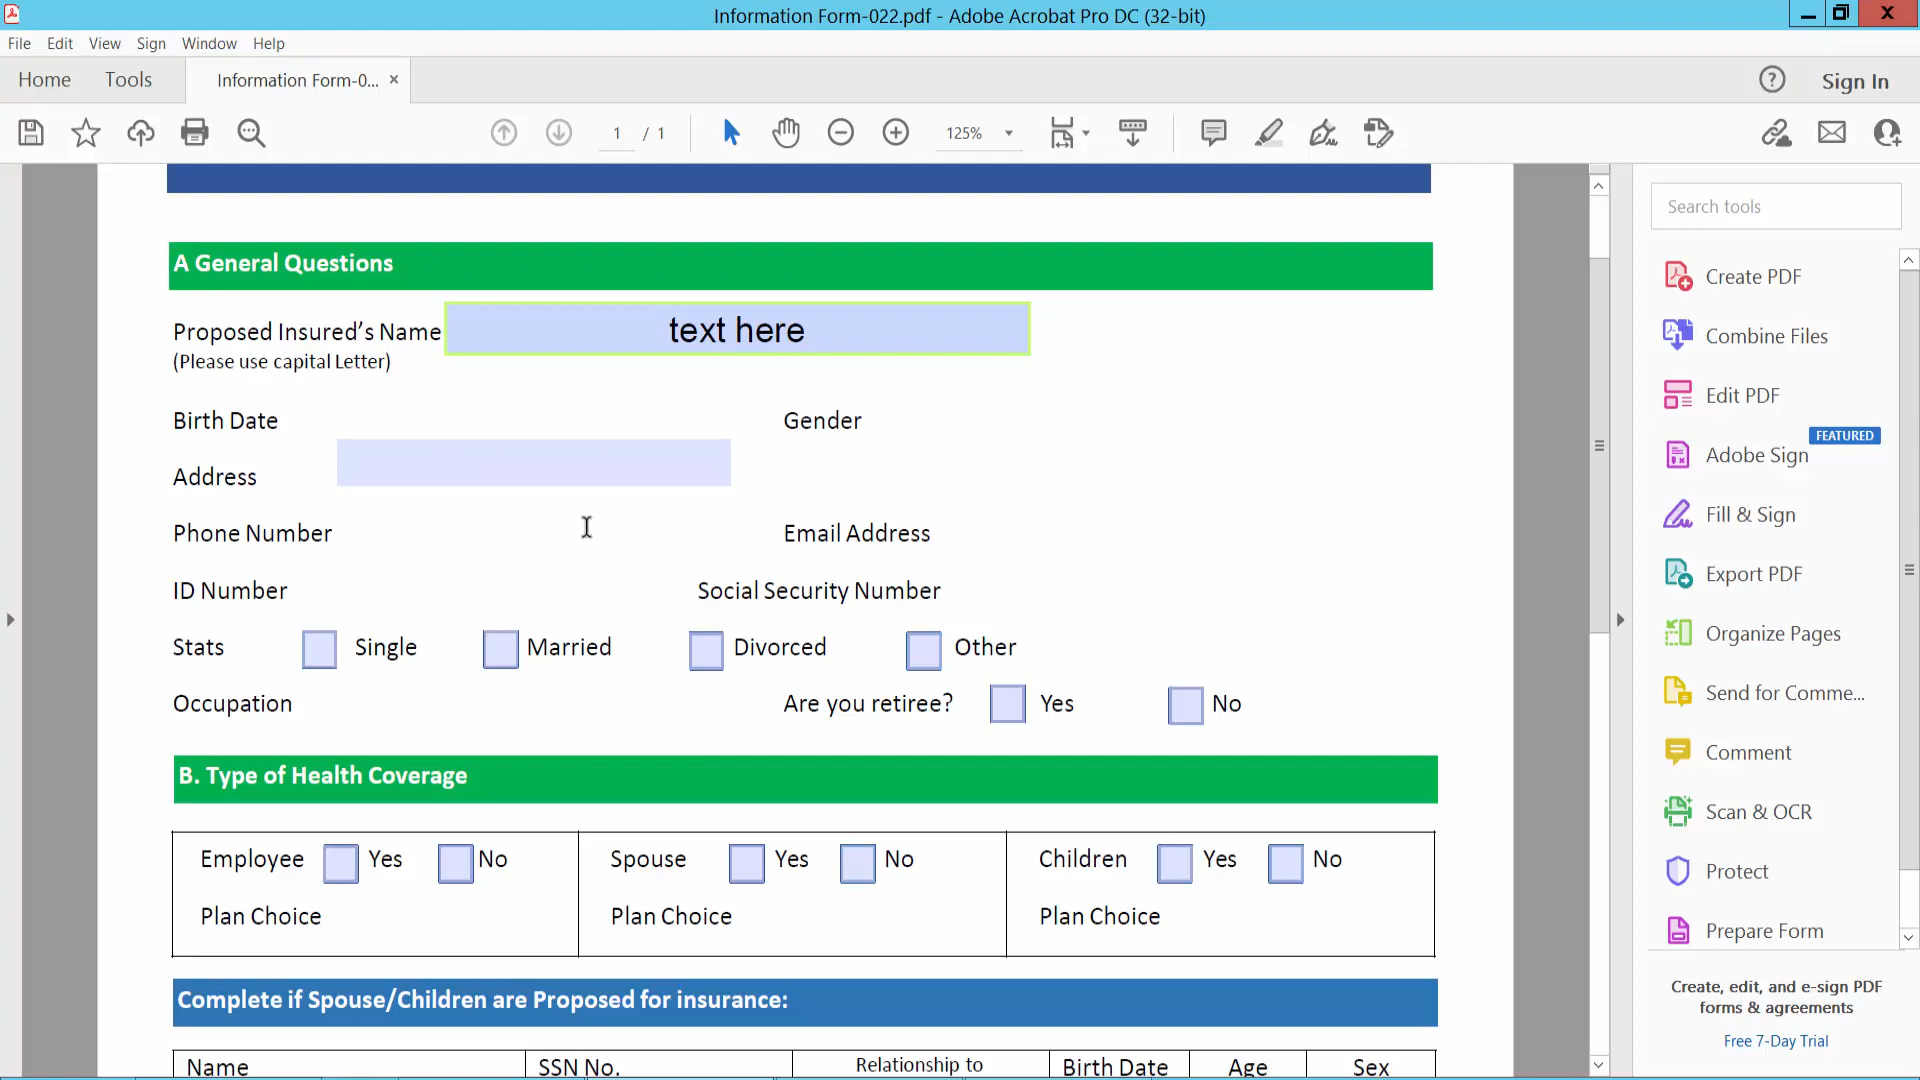 Information Form-022.pdf - Adobe Acrobat Pro DC (32-bit)
File Edit View Sign Window Help
Home Tools Information Form-0... × Sign In
1 / 1 125%
Search tools
A General Questions
Proposed Insured’s Name text here
(Please use capital Letter)
Birth Date Gender
Address
Phone Number Email Address
ID Number Social Security Number
Stats Single Married Divorced Other
Occupation Are you retiree? Yes No
B. Type of Health Coverage
Employee Yes No Spouse Yes No Children Yes No
Plan Choice Plan Choice Plan Choice
Complete if Spouse/Children are Proposed for insurance:
Name SSN No. Relationship to Birth Date Age Sex
Create PDF
Combine Files
Edit PDF
FEATURED
Adobe Sign
Fill & Sign
Export PDF
Organize Pages
Send for Comme...
Comment
Scan & OCR
Protect
Prepare Form
Create, edit, and e-sign PDF
forms & agreements
Free 7-Day Trial